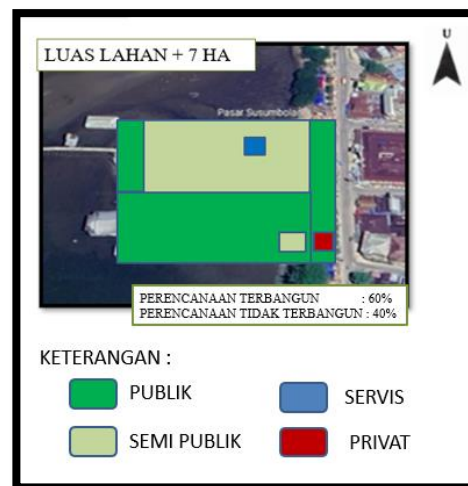 U
LUAS LAHAN + 7 HA
Pasar Susumbolan
PERENCANAAN TERBANGUN : 60%
PERENCANAAN TIDAK TERBANGUN : 40%
KETERANGAN :
PUBLIK
SERVIS
SEMI PUBLIK
PRIVAT